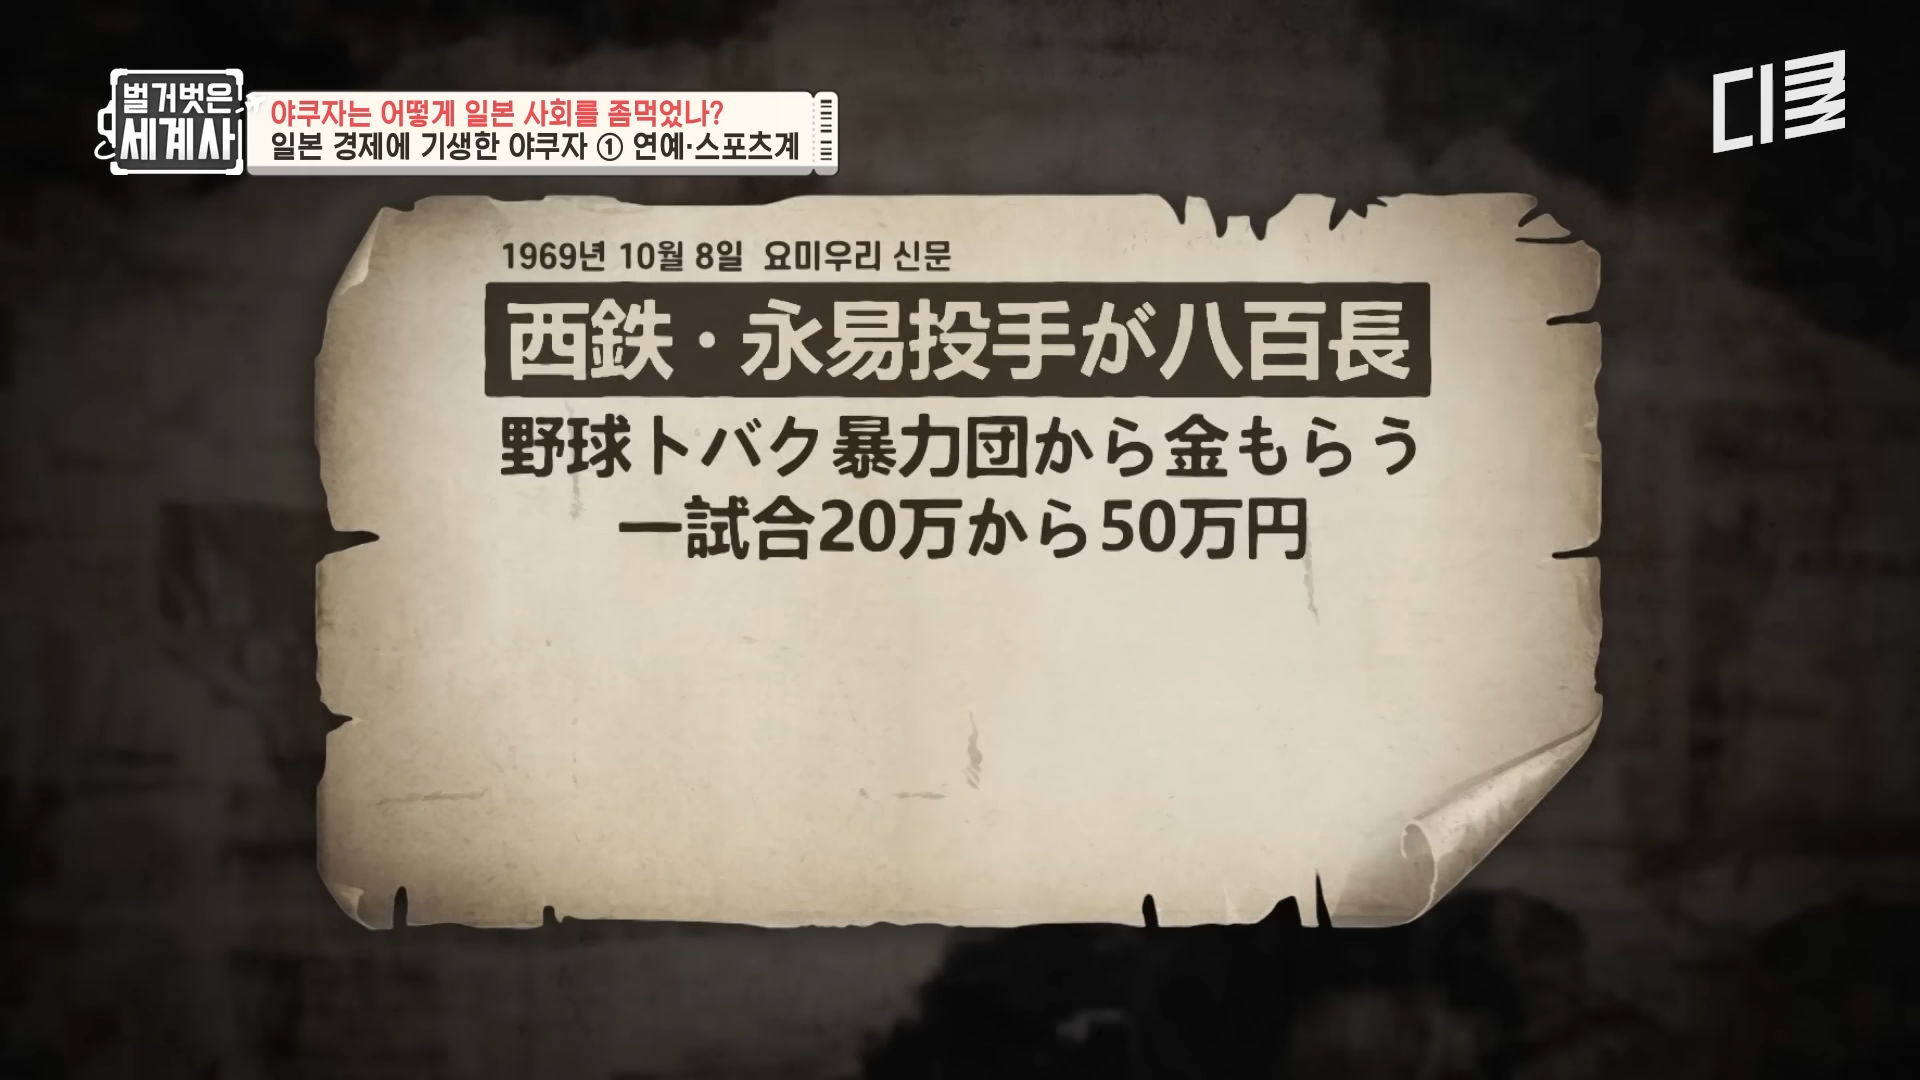 벌거벗은
세계사
야쿠자는 어떻게 일본 사회를 좀먹었나?
일본 경제에 기생한 야쿠자 ① 연예·스포츠계
디글
1969년 10월 8일 요미우리 신문
西鉄・永易投手が八百長
野球トバク暴力団から金もらう
一試合20万から50万円